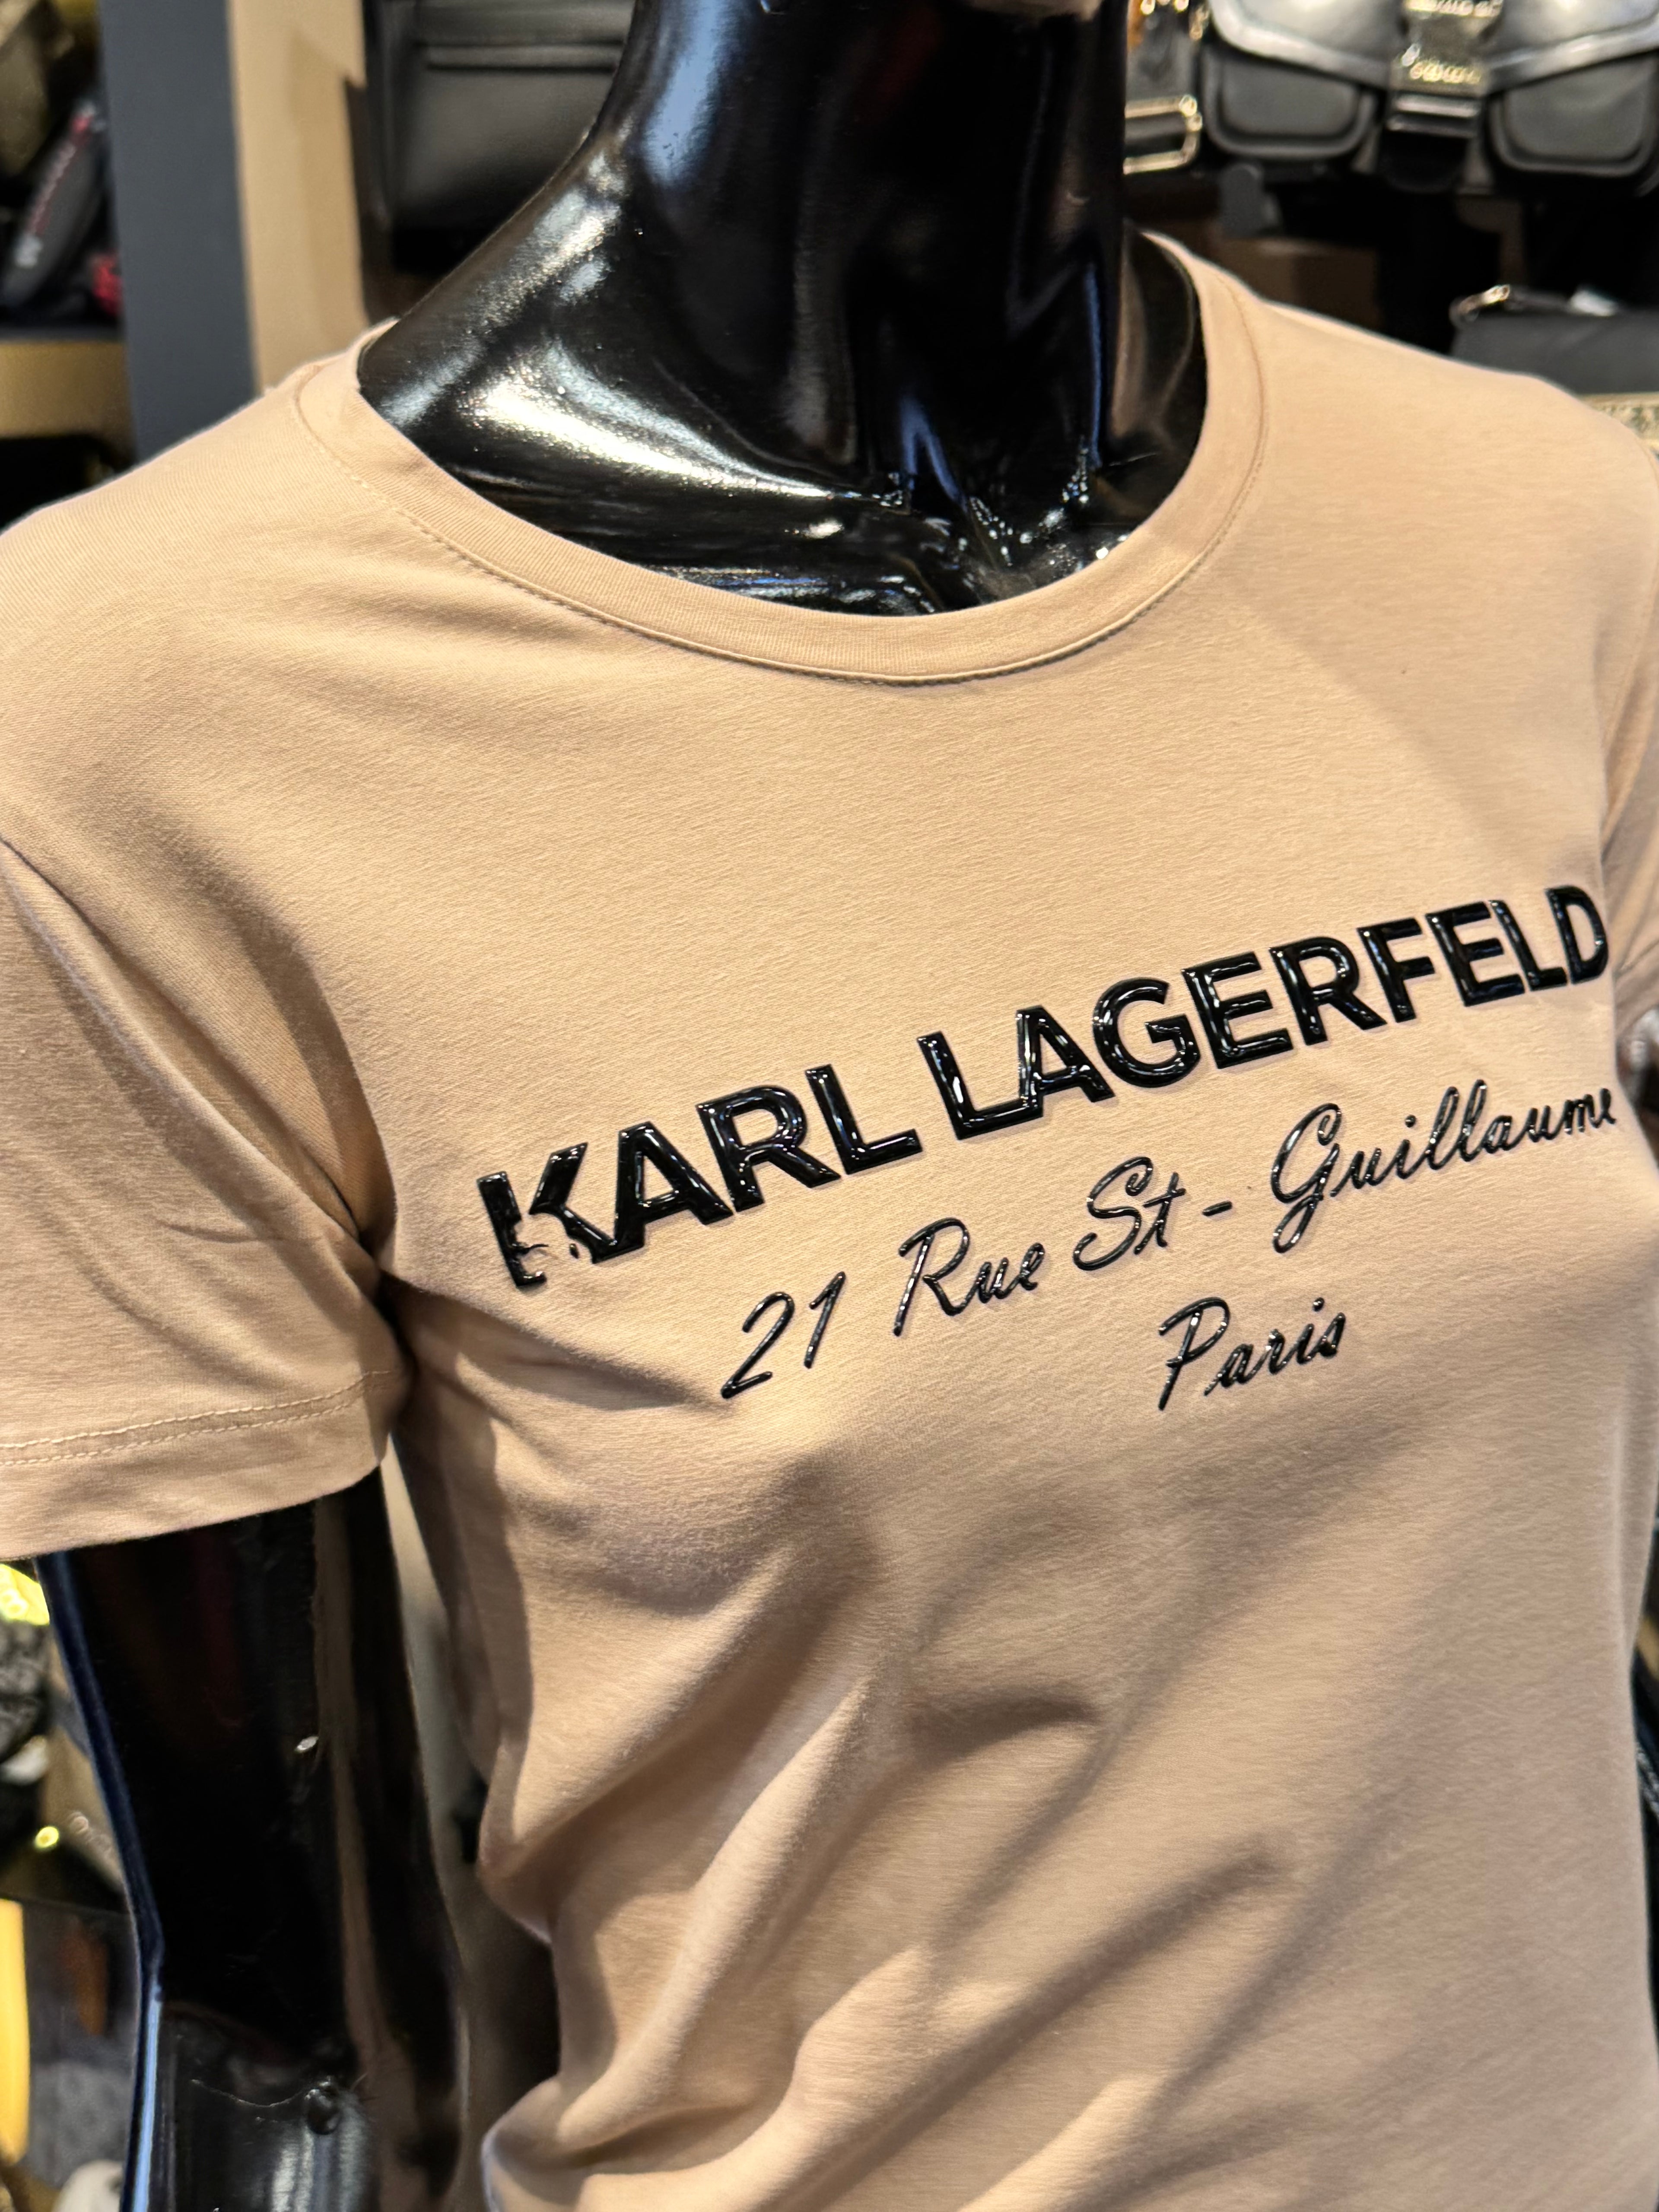 KARL LAGERFELD
21 Rue St - Guillaume
Paris